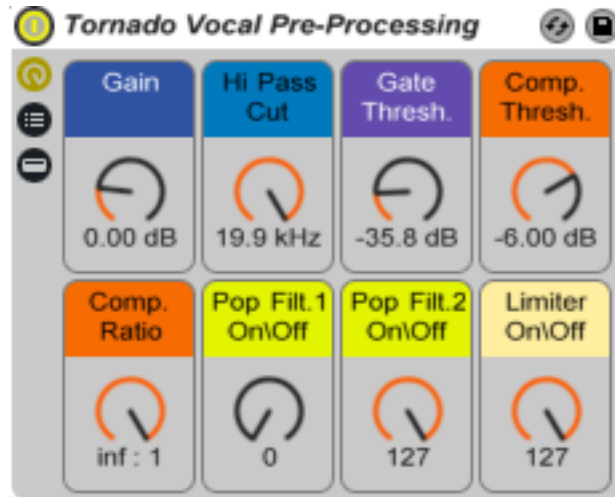 Tornado Vocal Pre-Processing
Gain
Hi Pass
Cut
Gate
Thresh.
Comp.
Thresh.
0.00 dB
19.9 kHz
-35.8 dB
-6.00 dB
Comp.
Ratio
Pop Filt.1
On\Off
Pop Filt.2
On\Off
Limiter
On\Off
inf : 1
0
127
127